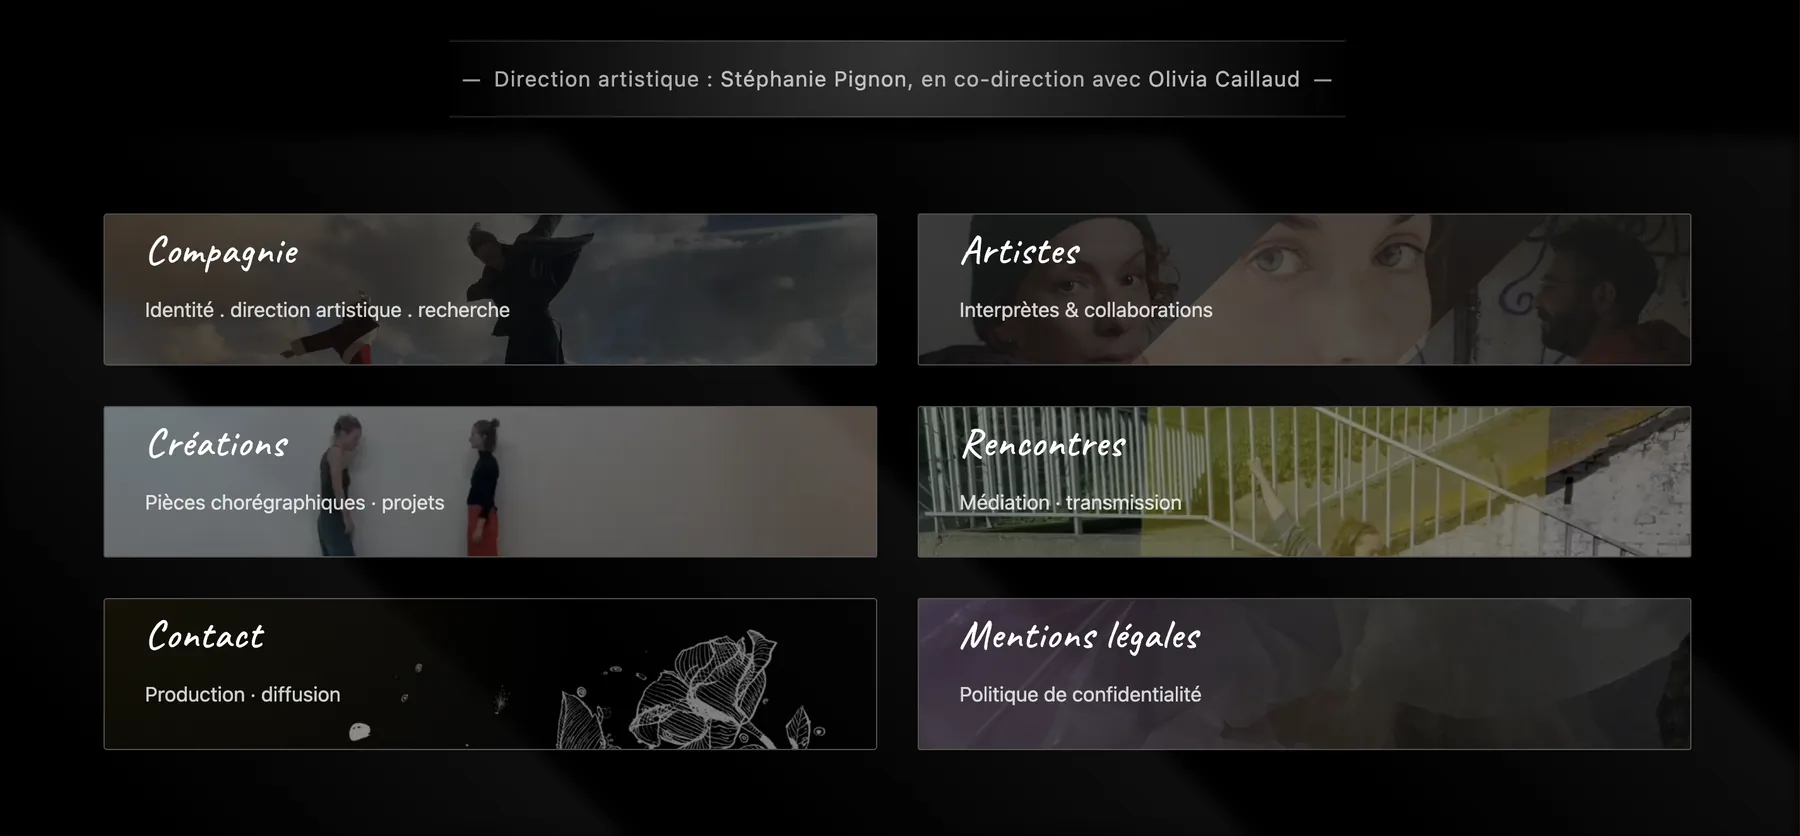 — Direction artistique : Stéphanie Pignon, en co-direction avec Olivia Caillaud —
Compagnie
Identité . direction artistique . recherche
Artistes
Interprètes & collaborations
Créations
Pièces chorégraphiques · projets
Rencontres
Médiation · transmission
Contact
Production · diffusion
Mentions légales
Politique de confidentialité